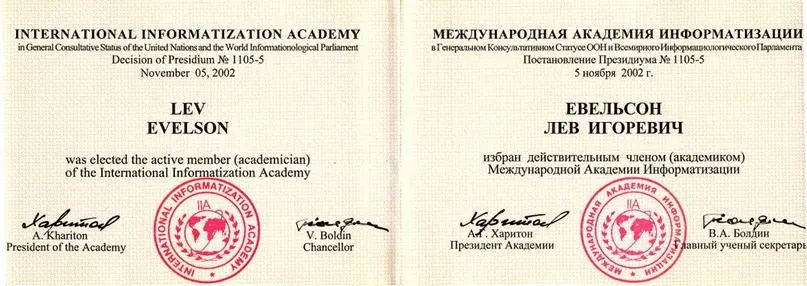 INTERNATIONAL INFORMATIZATION ACADEMY
in General Consultative Status of the United Nations and the World Informationological Parliament
Decision of Presidium № 1105-5
November 05, 2002
LEV
EVELSON
was elected the active member (academician)
of the International Informatization Academy
INTERNATIONAL INFORMATIZATION ACADEMY
IIA
A. Khariton
President of the Academy
V. Boldin
Chancellor
МЕЖДУНАРОДНАЯ АКАДЕМИЯ ИНФОРМАТИЗАЦИИ
в Генеральном Консультативном Статусе ООН и Всемирного Информациологического Парламента
Постановление Президиума № 1105-5
5 ноября 2002 г.
ЕВЕЛЬСОН
ЛЕВ ИГОРЕВИЧ
избран действительным членом (академиком)
Международной Академии Информатизации
МЕЖДУНАРОДНАЯ АКАДЕМИЯ ИНФОРМАТИЗАЦИИ
IIA
А.Г. Харитон
Президент Академии
В.А. Болдин
Главный ученый секретарь